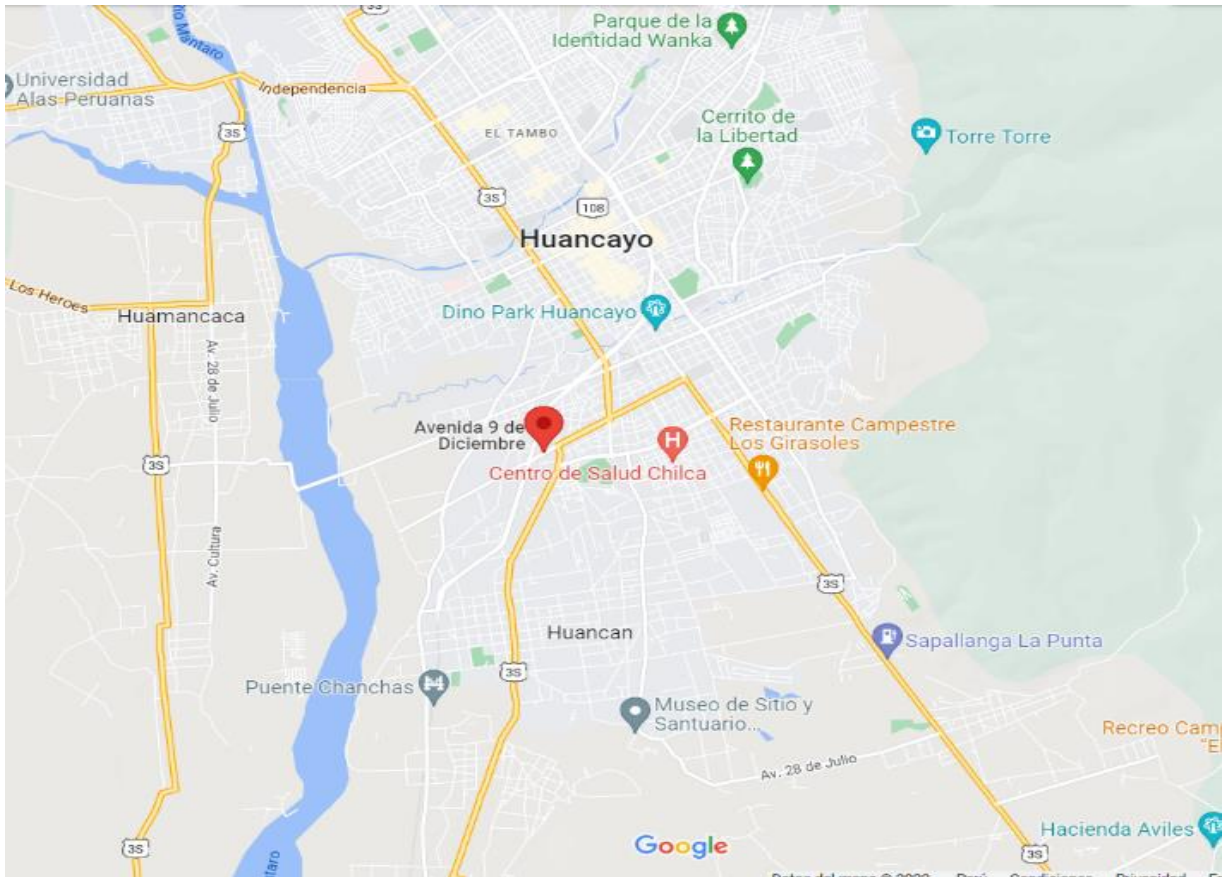 Parque de la
Identidad Wanka
3S
Mantaro
Universidad
Alas Peruanas
Independencia
3S
EL TAMBO
Cerrito de
la Libertad
Torre Torre
3S
108
Huancayo
Los Heroes
Huamancaca
Dino Park Huancayo
Av. 28 de Julio
Avenida 9 de
Diciembre
Restaurante Campestre
Los Girasoles
3S
H
Centro de Salud Chilca
Av. Cultura
3S
Huancan
Sapallanga La Punta
3S
Puente Chanchas
Museo de Sitio y
Santuario...
Recreo Cam
"E
Av. 28 de Julio
Google
Hacienda Aviles
3S
3S